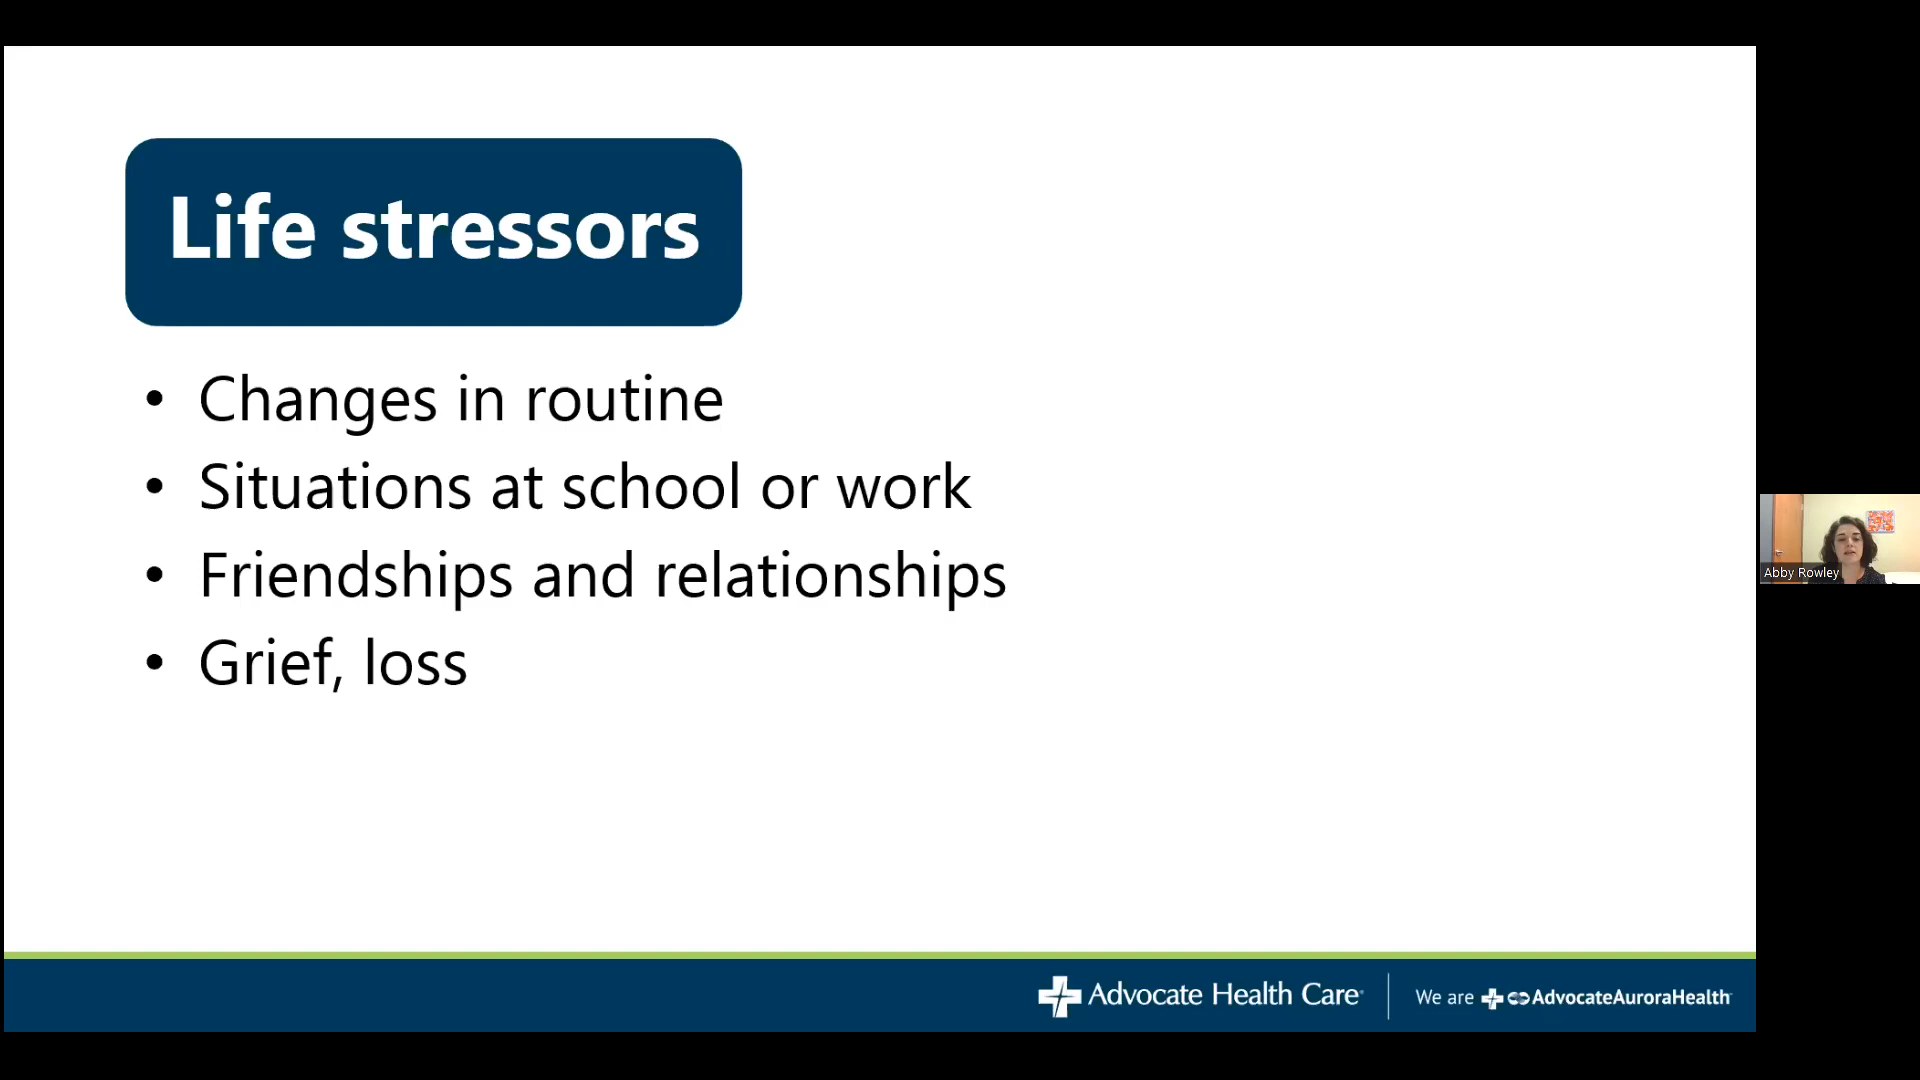 Life stressors
• Changes in routine
• Situations at school or work
• Friendships and relationships
• Grief, loss
Abby Rowley
Advocate Health Care
We are AdvocateAuroraHealth